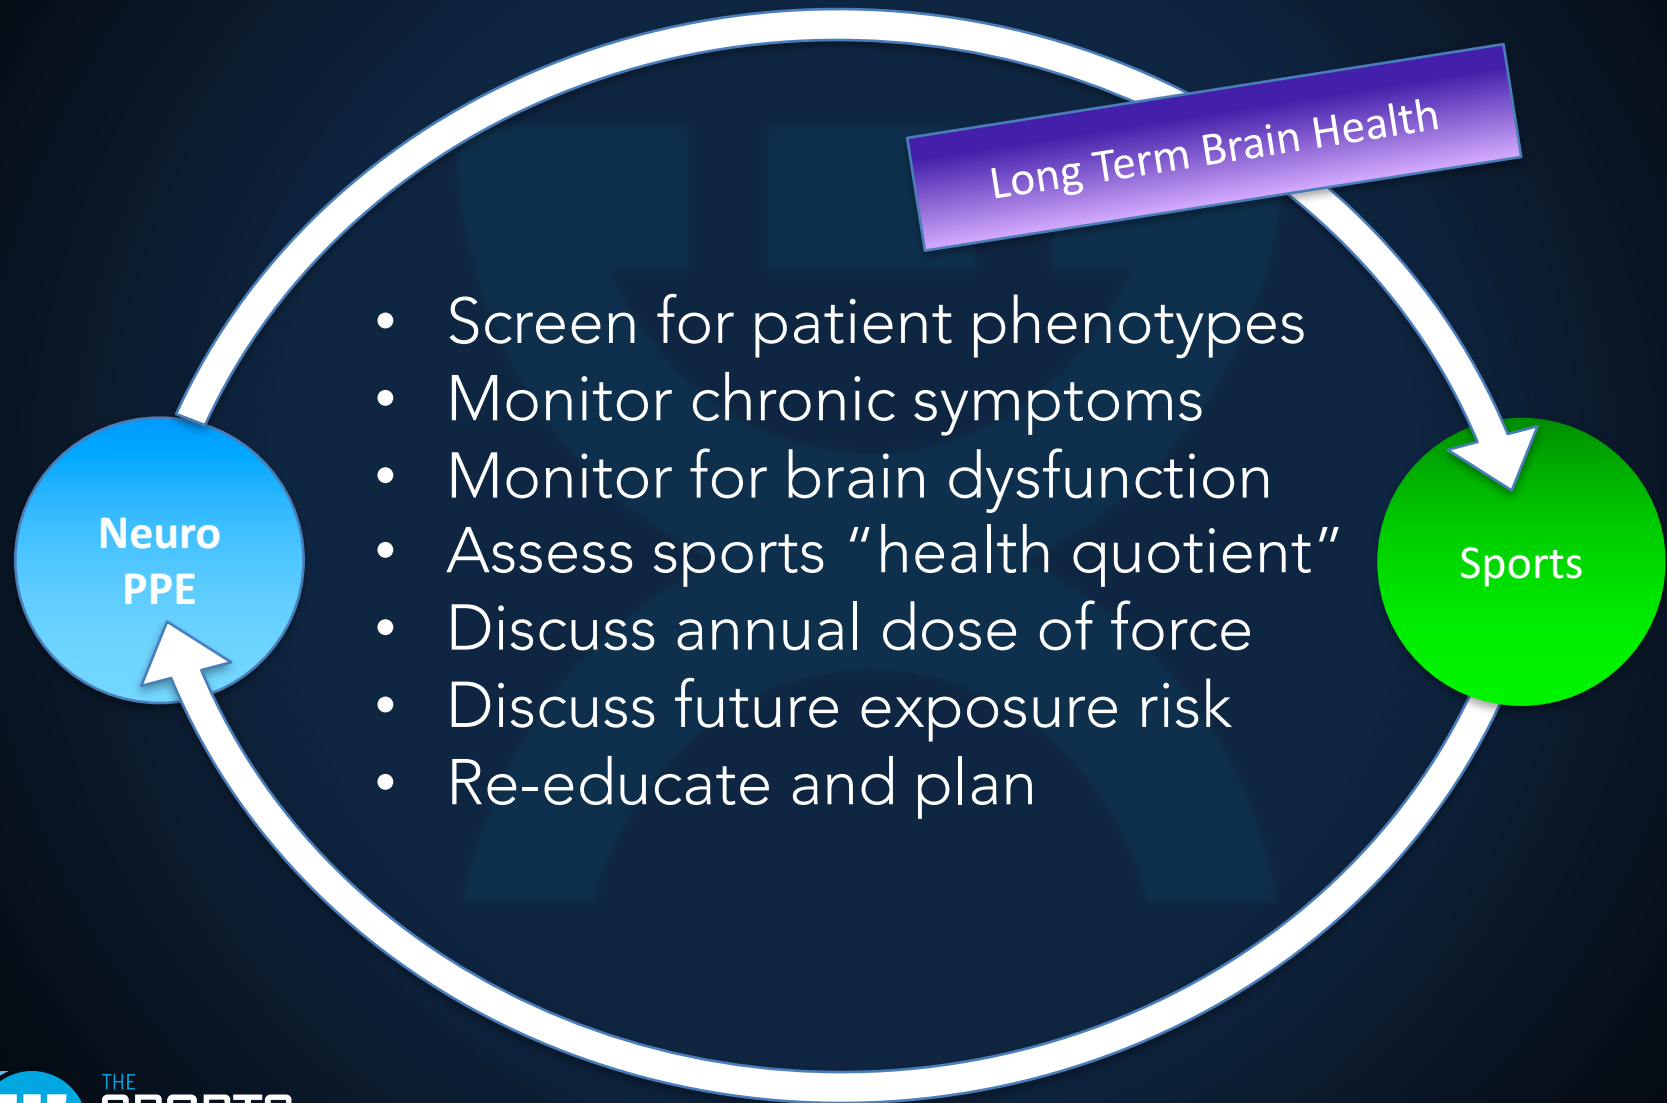 Long Term Brain Health
• Screen for patient phenotypes
• Monitor chronic symptoms
• Monitor for brain dysfunction
• Assess sports “health quotient”
• Discuss annual dose of force
• Discuss future exposure risk
• Re-educate and plan
Neuro
PPE
Sports
THE
SPORTS